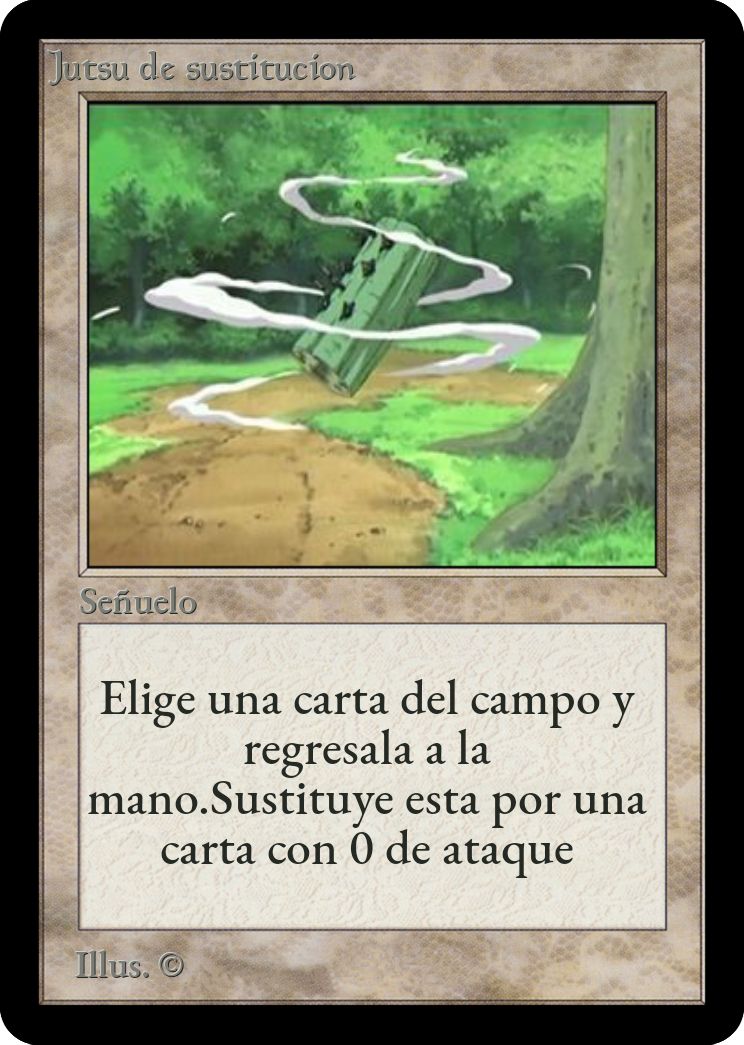 Jutsu de sustitucion
Señuelo
Elige una carta del campo y
regresala a la
mano.Sustituye esta por una
carta con 0 de ataque
Illus. ©